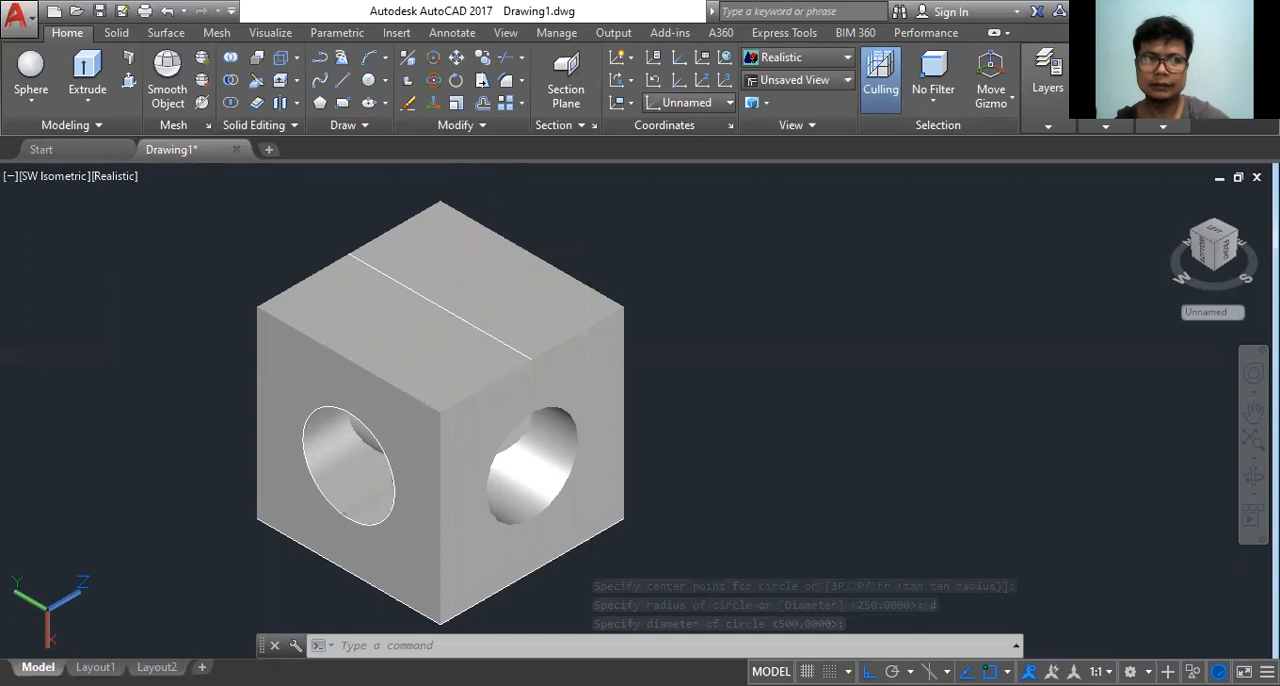 Autodesk AutoCAD 2017 Drawing1.dwg
Type a keyword or phrase
Sign In
Home Solid Surface Mesh Visualize Parametric Insert Annotate View Manage Output Add-ins A360 Express Tools BIM 360 Performance
Sphere Extrude Smooth Object Section Plane
Realistic
Unsaved View
Unnamed
Culling No Filter Move Gizmo Layers
Modeling Mesh Solid Editing Draw Modify Section Coordinates View Selection
Start Drawing1*
[−][SW Isometric][Realistic]
LEFT
W S
Unnamed
Y Z
X
Specify center point for circle or [3P/2P/Ttr (tan tan radius)]:
Specify radius of circle or [Diameter] <250.0000>: d
Specify diameter of circle <500.0000>:
Type a command
Model Layout1 Layout2
MODEL 1:1